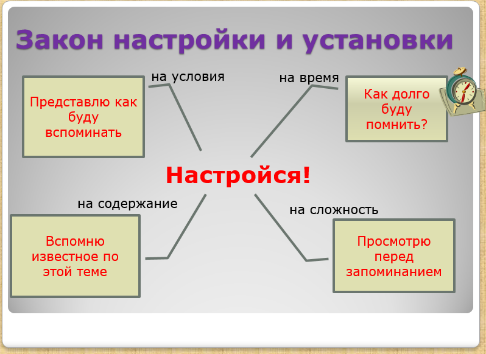 Закон настройки и установки
на условия
на время
Представлю как
буду
вспоминать
Как долго
буду
помнить?
Настройся!
на содержание
на сложность
Вспомню
известное по
этой теме
Просмотрю
перед
запоминанием